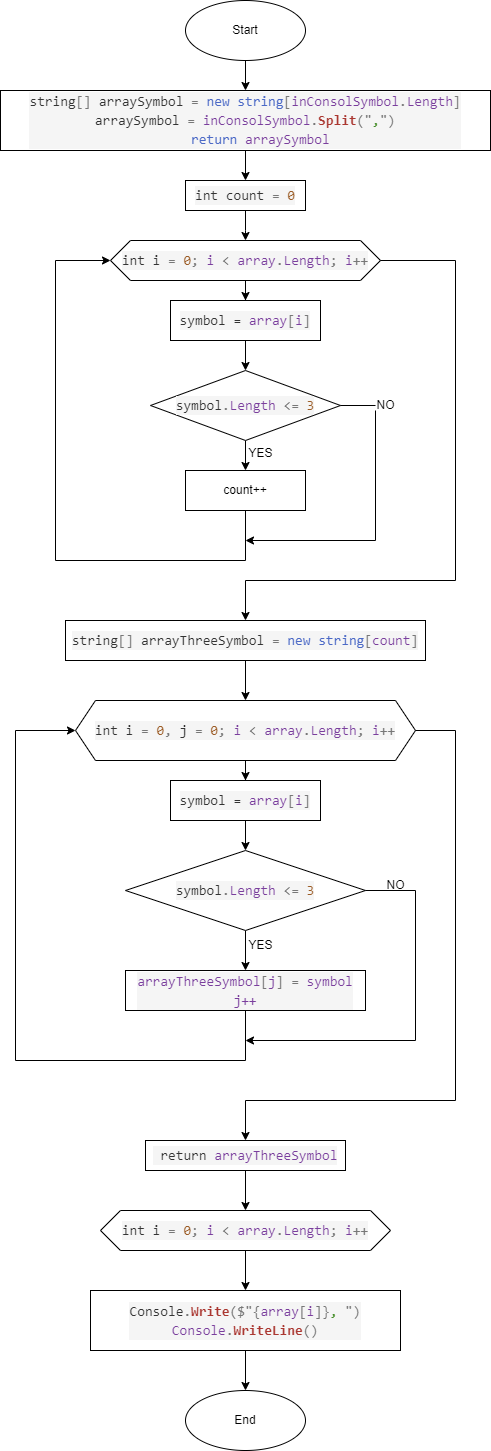 Start
string[] arraySymbol = new string[inConsolSymbol.Length]
arraySymbol = inConsolSymbol.Split(",")
return arraySymbol
int count = 0
int i = 0; i < array.Length; i++
symbol = array[i]
symbol.Length <= 3
NO
YES
count++
string[] arrayThreeSymbol = new string[count]
int i = 0, j = 0; i < array.Length; i++
symbol = array[i]
symbol.Length <= 3
NO
YES
arrayThreeSymbol[j] = symbol
j++
return arrayThreeSymbol
int i = 0; i < array.Length; i++
Console.Write($"{array[i]}, ")
Console.WriteLine()
End